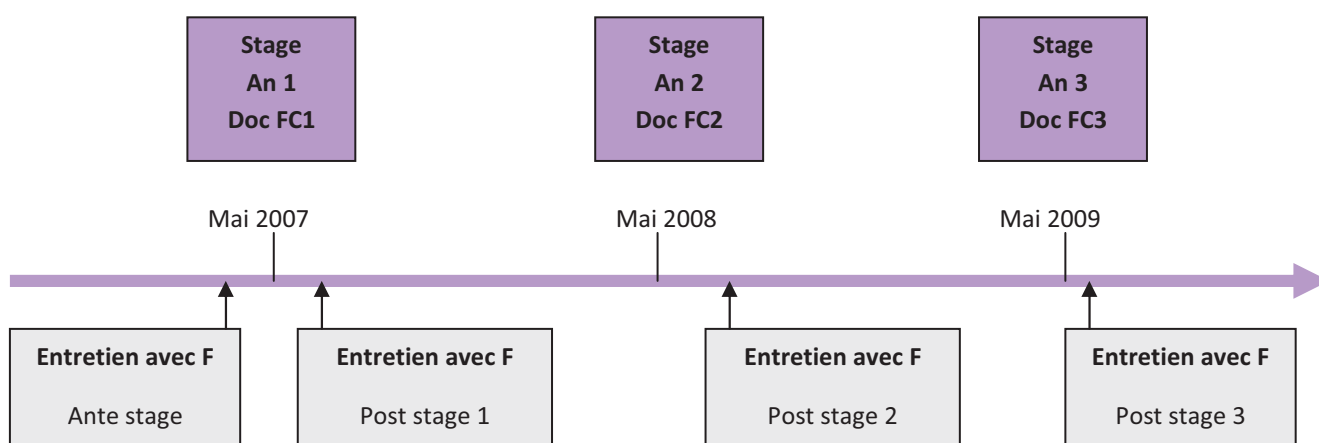 Stage
An 1
Doc FC1
Stage
An 2
Doc FC2
Stage
An 3
Doc FC3
Mai 2007
Mai 2008
Mai 2009
Entretien avec F
Ante stage
Entretien avec F
Post stage 1
Entretien avec F
Post stage 2
Entretien avec F
Post stage 3